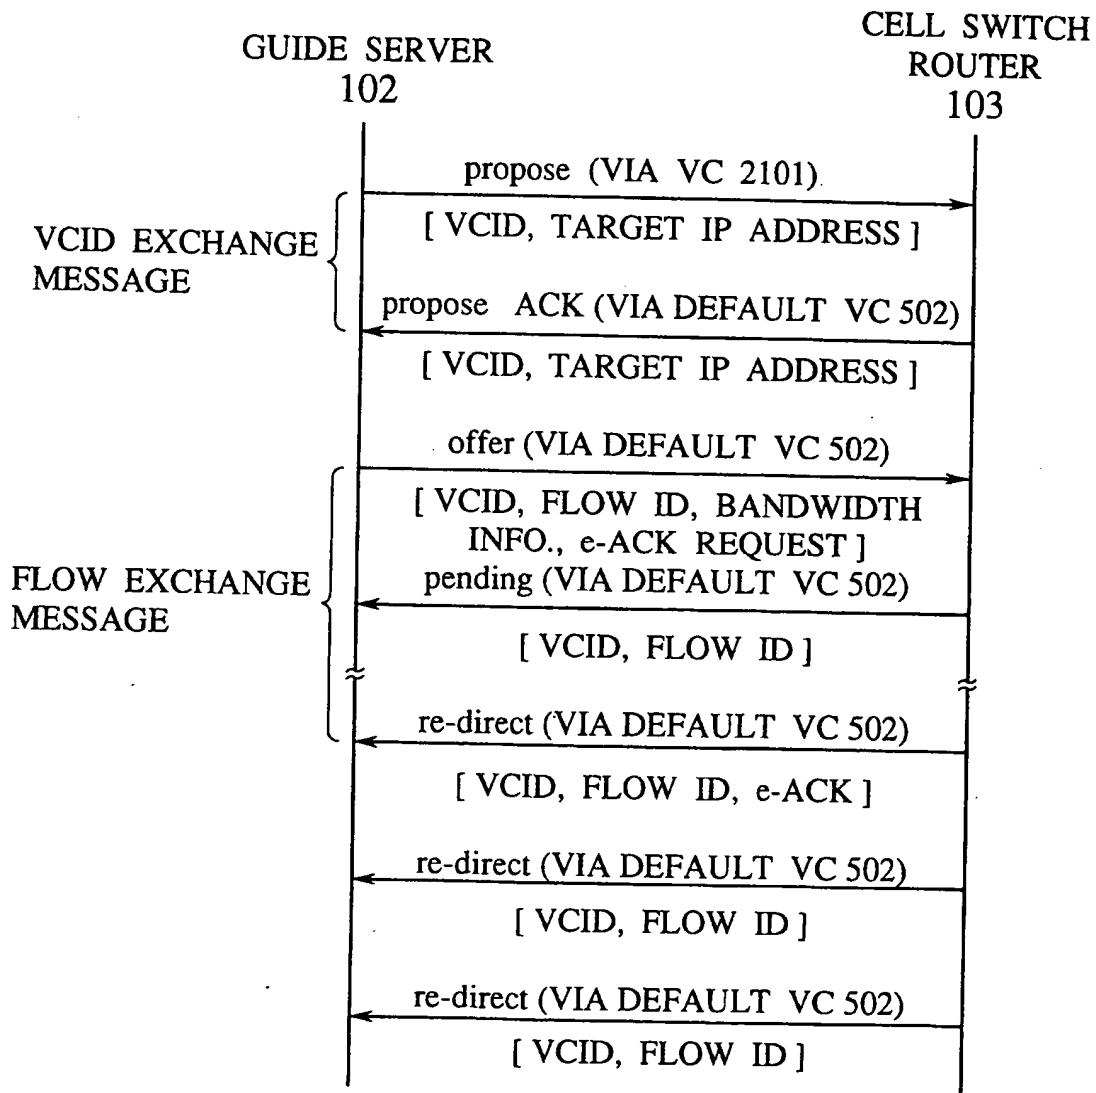 GUIDE SERVER
102
CELL SWITCH
ROUTER
103
propose (VIA VC 2101)
[ VCID, TARGET IP ADDRESS ]
VCID EXCHANGE
MESSAGE
propose ACK (VIA DEFAULT VC 502)
[ VCID, TARGET IP ADDRESS ]
offer (VIA DEFAULT VC 502)
[ VCID, FLOW ID, BANDWIDTH
INFO., e-ACK REQUEST ]
FLOW EXCHANGE
MESSAGE
pending (VIA DEFAULT VC 502)
[ VCID, FLOW ID ]
re-direct (VIA DEFAULT VC 502)
[ VCID, FLOW ID, e-ACK ]
re-direct (VIA DEFAULT VC 502)
[ VCID, FLOW ID ]
re-direct (VIA DEFAULT VC 502)
[ VCID, FLOW ID ]